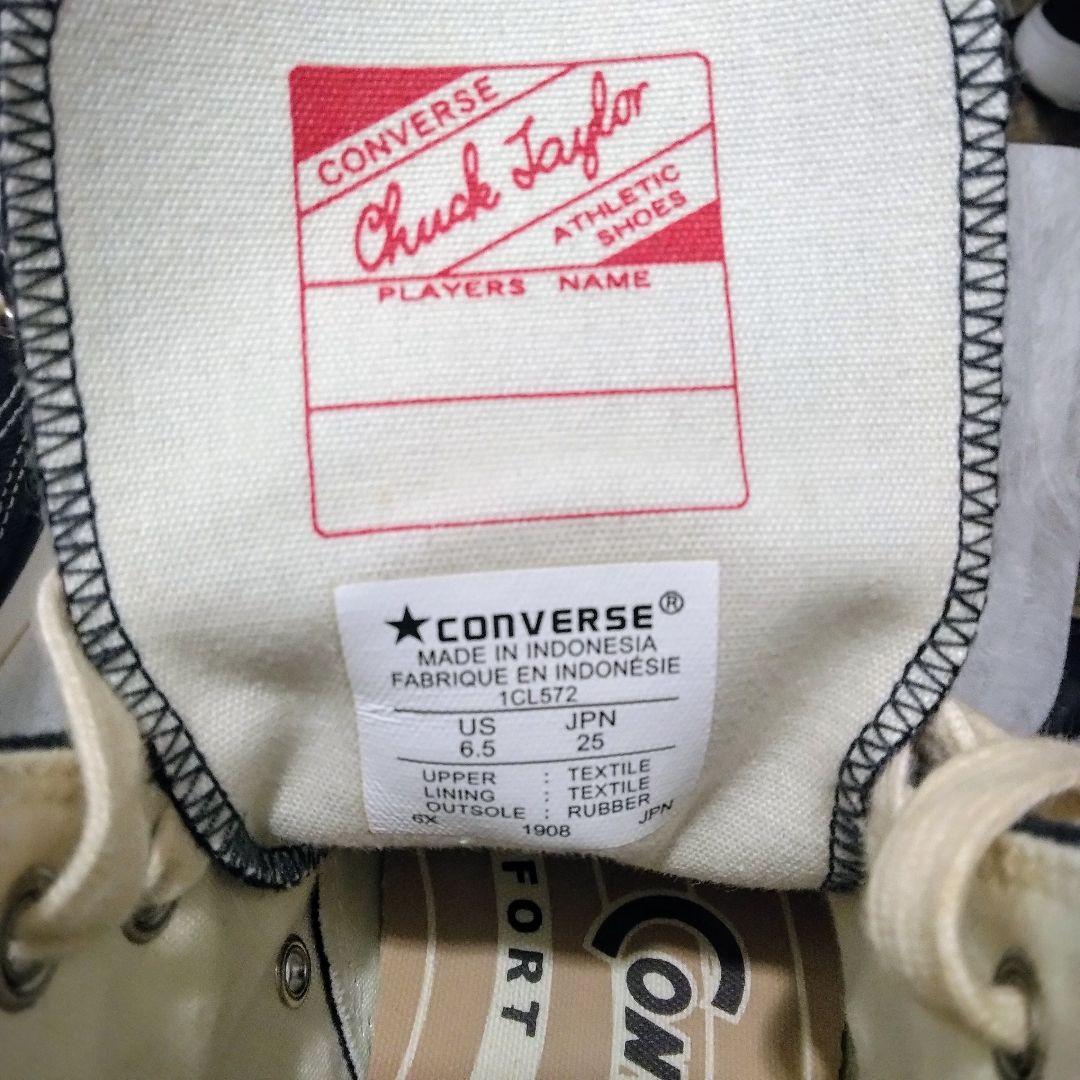 CONVERSE
Chuck Taylor
ATHLETIC
SHOES
PLAYERS NAME
★CONVERSE®
MADE IN INDONESIA
FABRIQUE EN INDONÉSIE
1CL572
US JPN
6.5 25
UPPER : TEXTILE
LINING : TEXTILE
OUTSOLE : RUBBER
6X 1908 JPN
FORT
CON